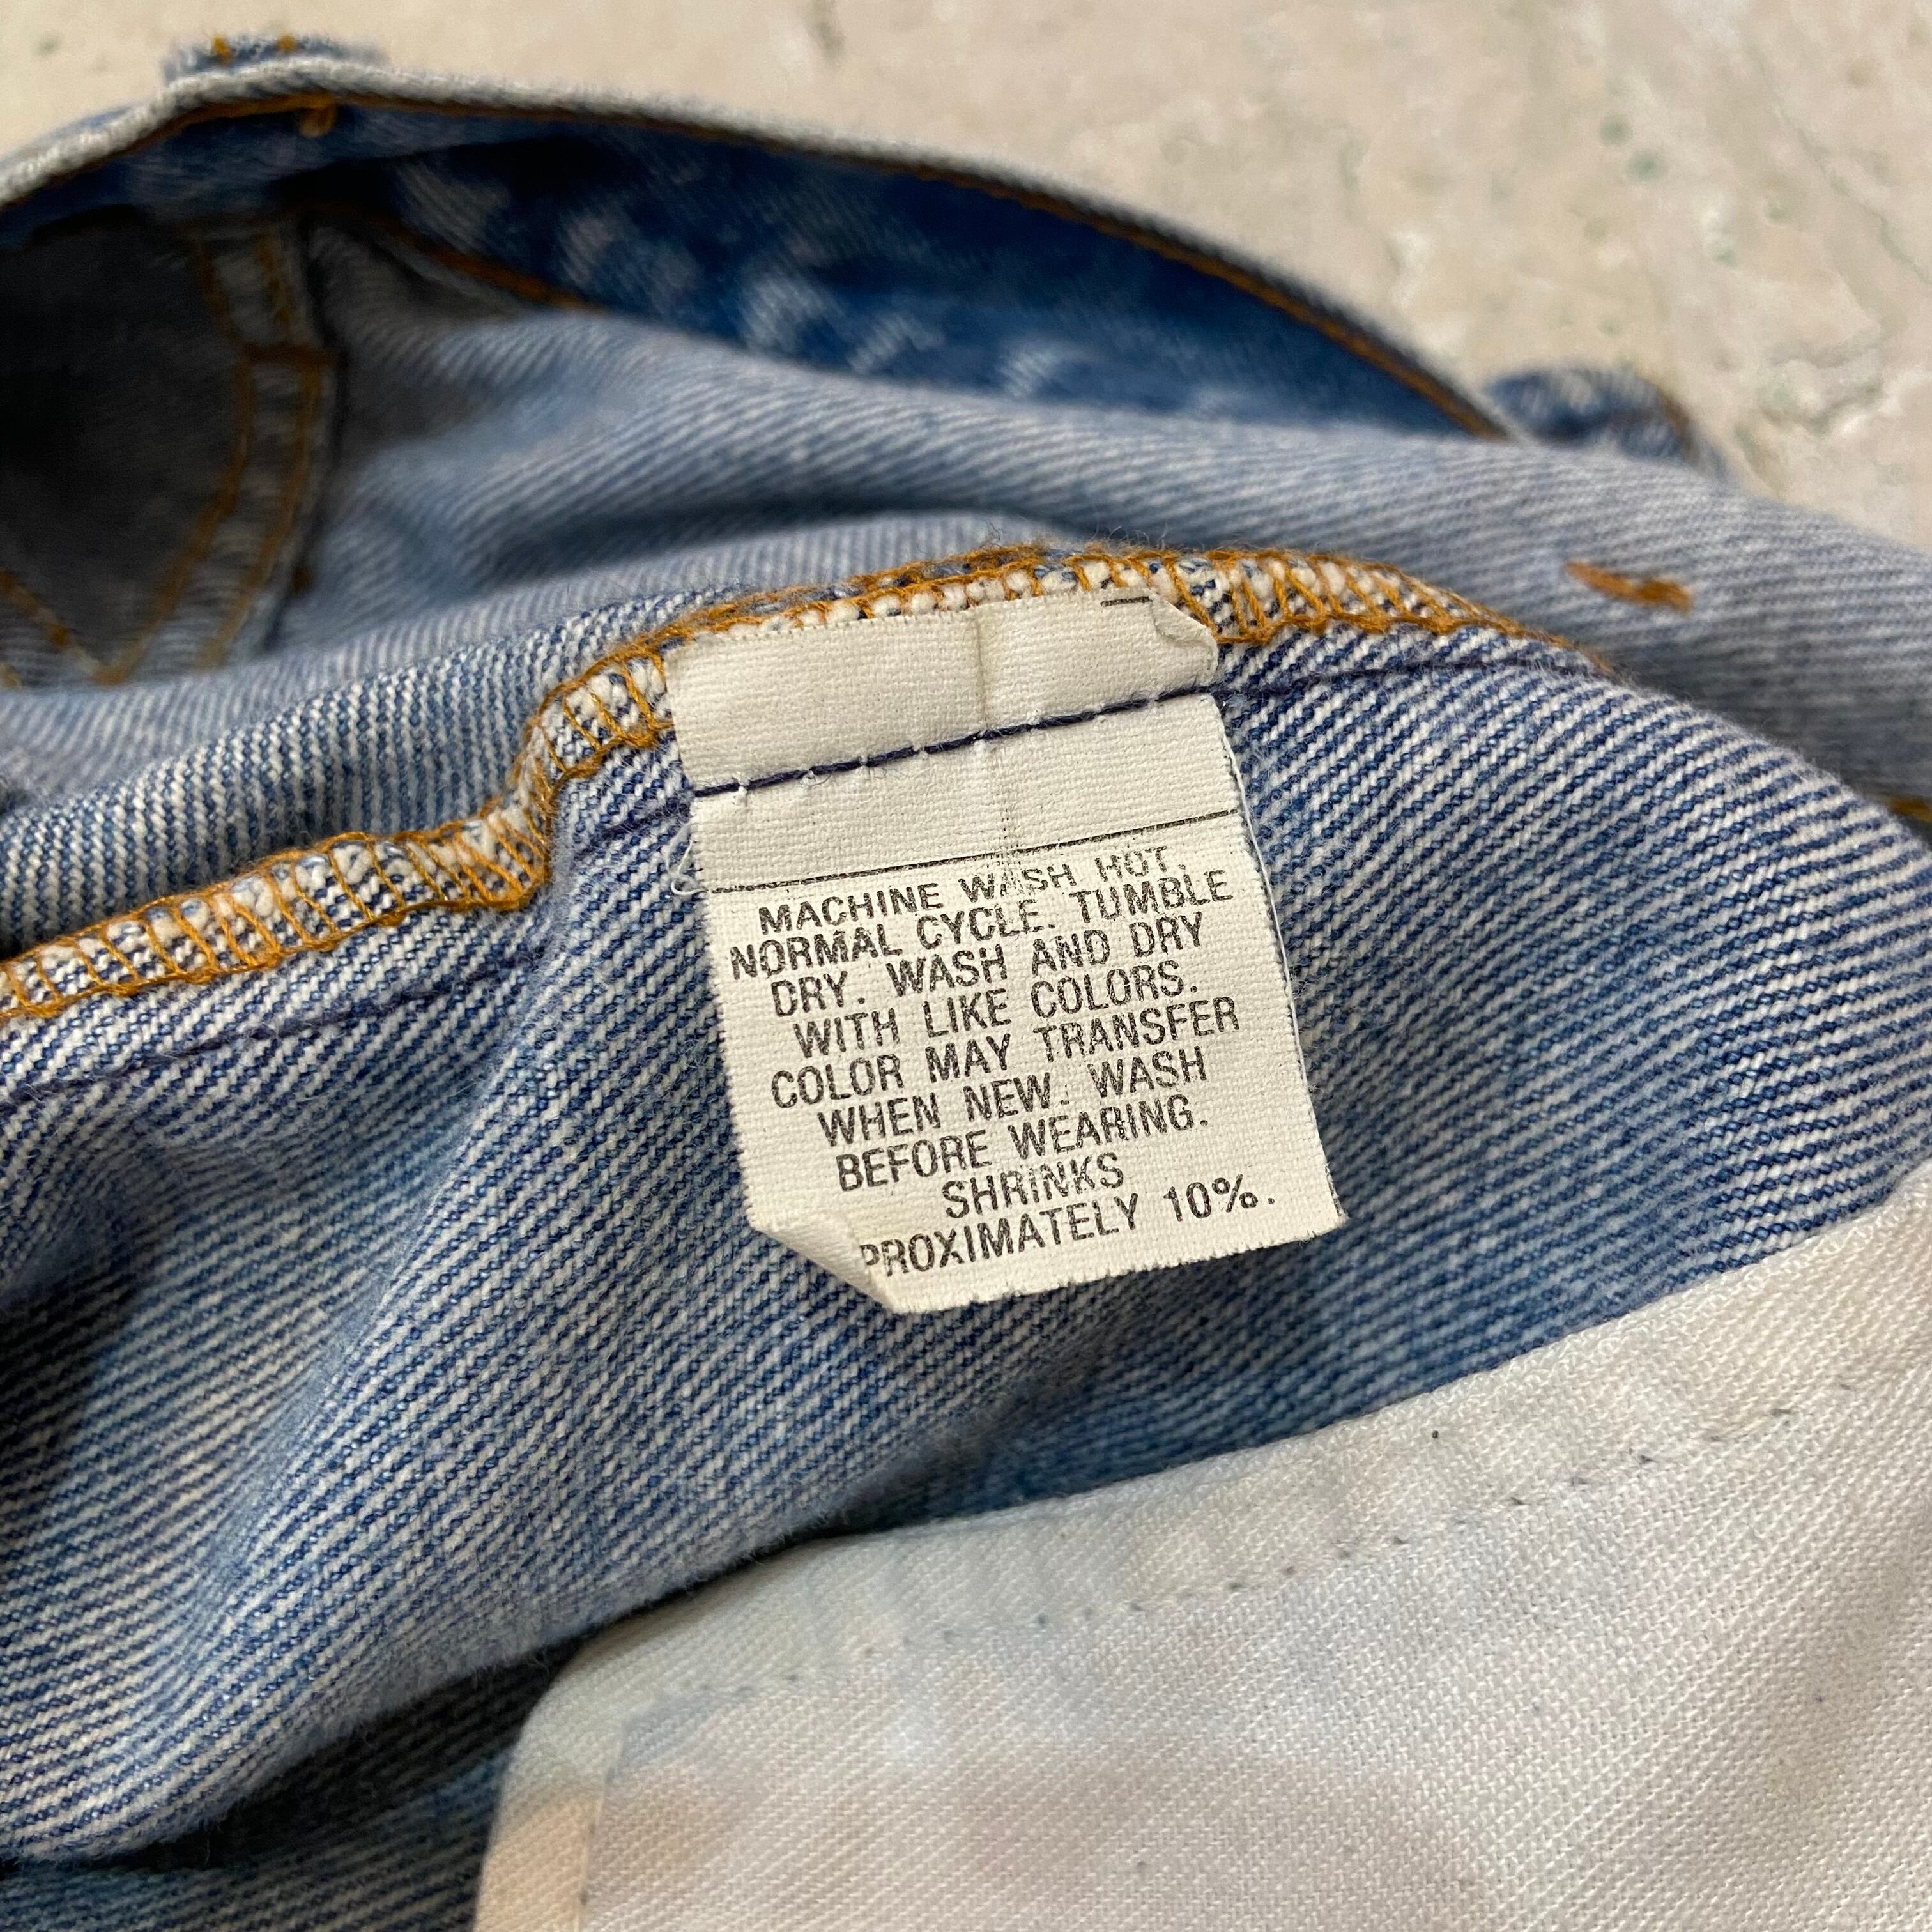 MACHINE WASH HOT,
NORMAL CYCLE. TUMBLE
DRY. WASH AND DRY
WITH LIKE COLORS.
COLOR MAY TRANSFER
WHEN NEW. WASH
BEFORE WEARING.
SHRINKS
PROXIMATELY 10%.